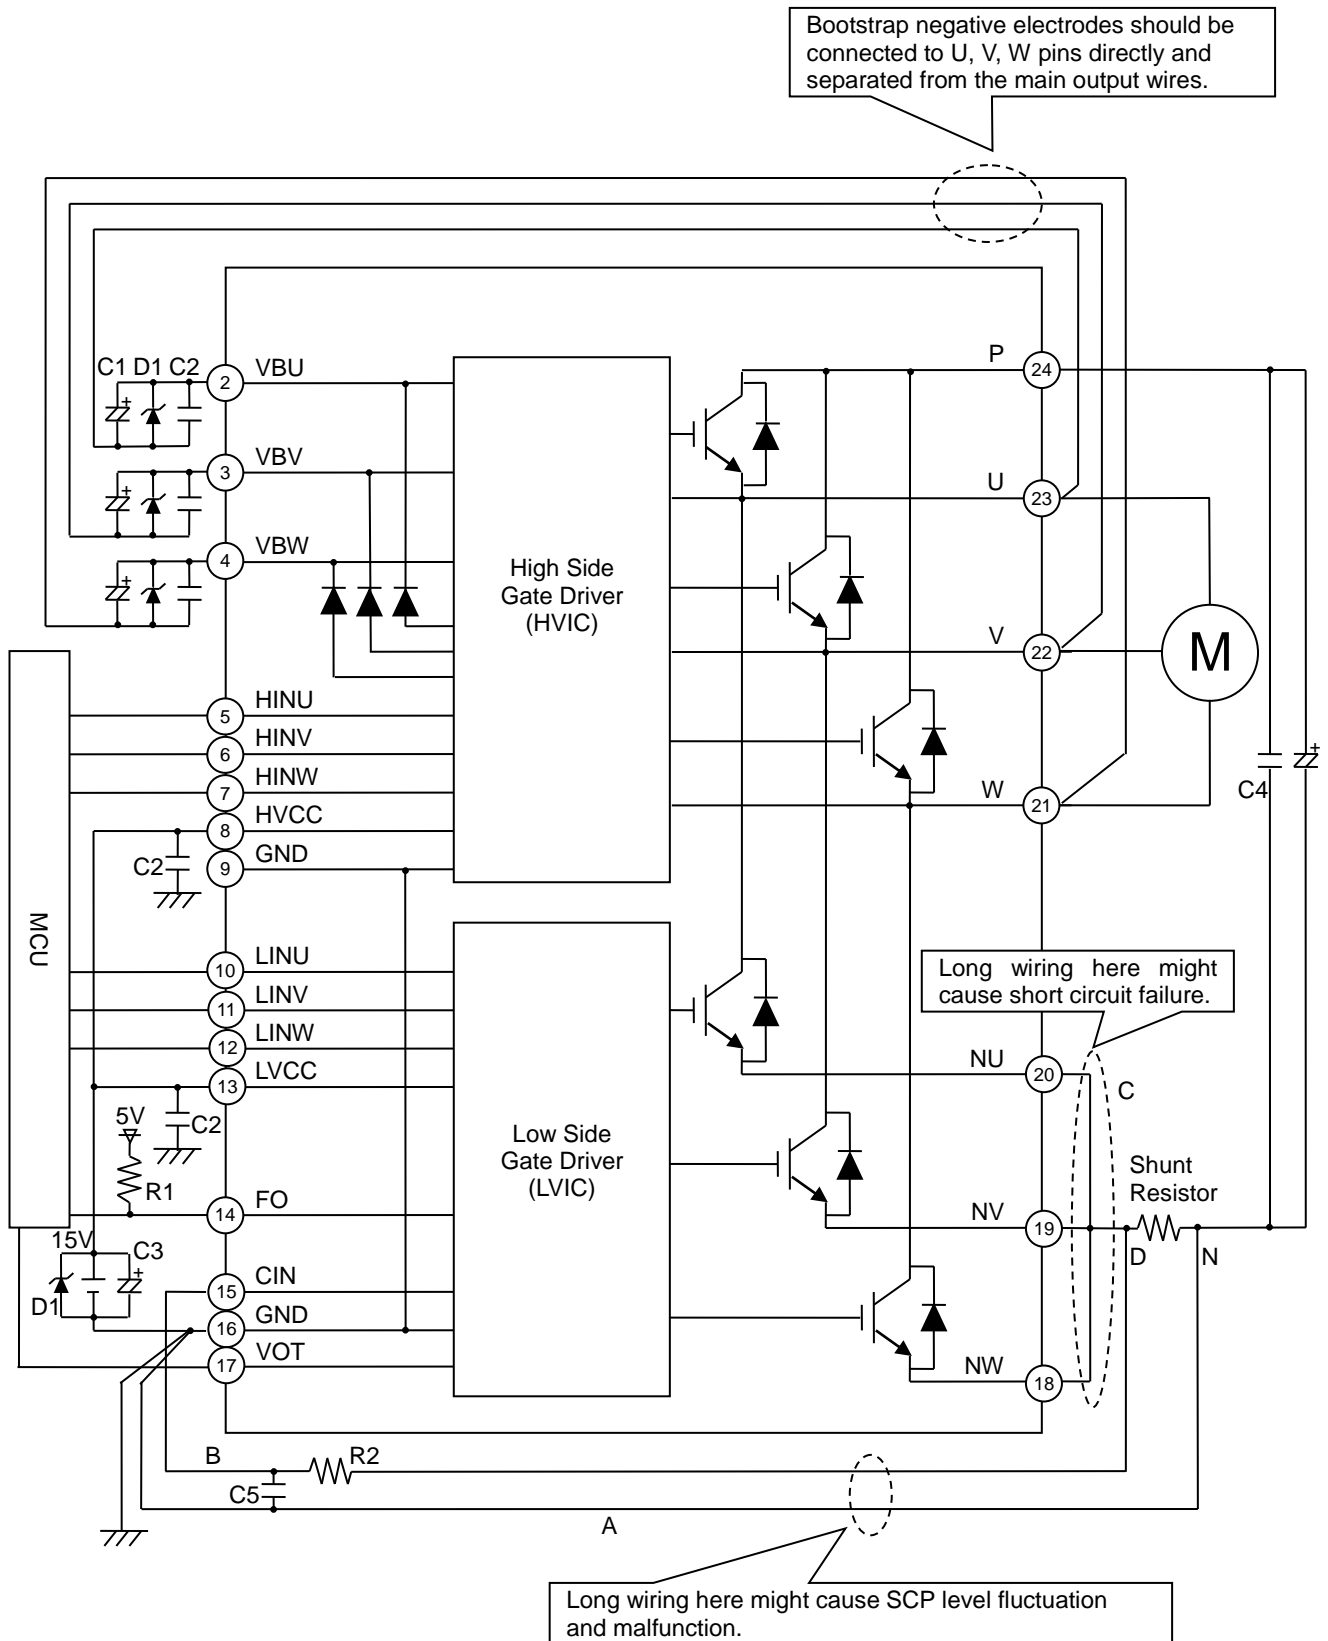 Bootstrap negative electrodes should be
connected to U, V, W pins directly and
separated from the main output wires.
C1 D1 C2
2
VBU
P
24
+
3
VBV
U
23
+
4
VBW
High Side
Gate Driver
(HVIC)
+
V
22
M
5
HINU
6
HINV
7
HINW
W
21
C4
+
8
HVCC
C2
9
GND
MCU
10
LINU
Long wiring here might
cause short circuit failure.
11
LINV
12
LINW
13
LVCC
NU
20
C
5V
C2
Low Side
Gate Driver
(LVIC)
R1
Shunt
Resistor
14
FO
NV
19
15V
C3
D
N
+
D1
15
CIN
16
GND
17
VOT
NW
18
B
R2
C5
A
Long wiring here might cause SCP level fluctuation
and malfunction.